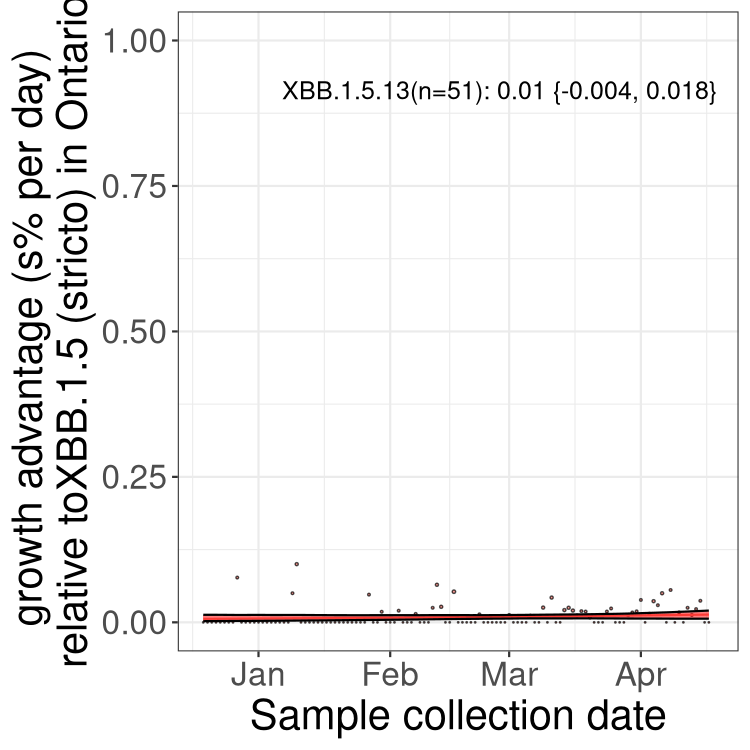 growth advantage (s% per day)
relative toXBB.1.5 (stricto) in Ontario
1.00
0.75
0.50
0.25
0.00
XBB.1.5.13(n=51): 0.01 {-0.004, 0.018}
Jan Feb Mar Apr
Sample collection date